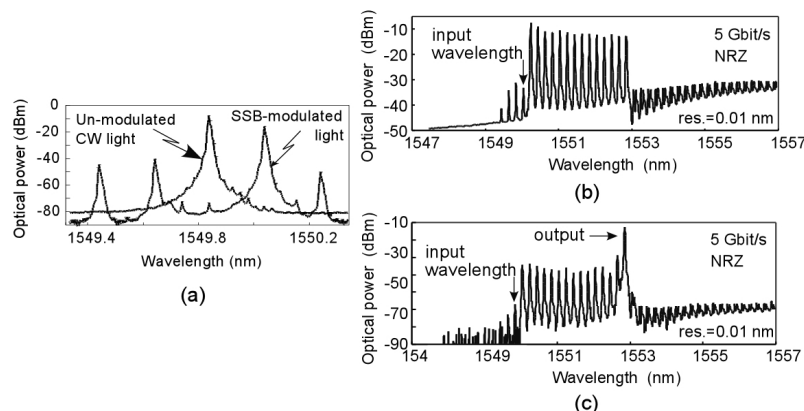 Optical power (dBm)
0
-20
-40
-60
-80
Un-modulated
CW light
SSB-modulated
light
1549.4
1549.8
1550.2
Wavelength (nm)
(a)
Optical power (dBm)
-10
-20
-30
-40
-50
input
wavelength
5 Gbit/s
NRZ
res.=0.01 nm
1547
1549
1551
1553
1555
1557
Wavelength (nm)
(b)
Optical power (dBm)
-10
-30
-50
-70
-90
output
input
wavelength
5 Gbit/s
NRZ
res.=0.01 nm
154
1549
1551
1553
1555
1557
Wavelength (nm)
(c)